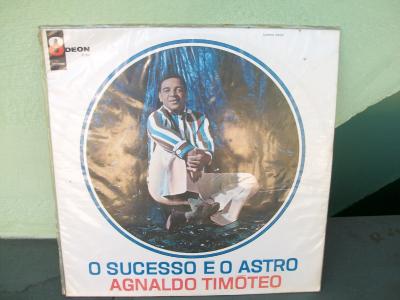 ODEON
O SUCESSO E O ASTRO
AGNALDO TIMÓTEO